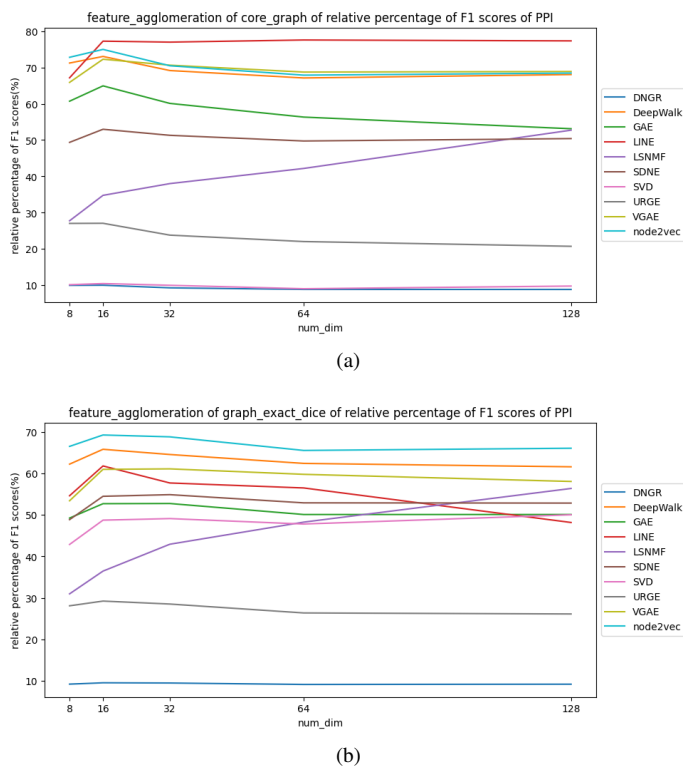 feature_agglomeration of core_graph of relative percentage of F1 scores of PPI
relative percentage of F1 scores(%)
80
70
60
50
40
30
20
10
8
16
32
64
128
num_dim
DNGR
DeepWalk
GAE
LINE
LSNMF
SDNE
SVD
URGE
VGAE
node2vec
(a)
feature_agglomeration of graph_exact_dice of relative percentage of F1 scores of PPI
relative percentage of F1 scores(%)
70
60
50
40
30
20
10
8
16
32
64
128
num_dim
DNGR
DeepWalk
GAE
LINE
LSNMF
SDNE
SVD
URGE
VGAE
node2vec
(b)